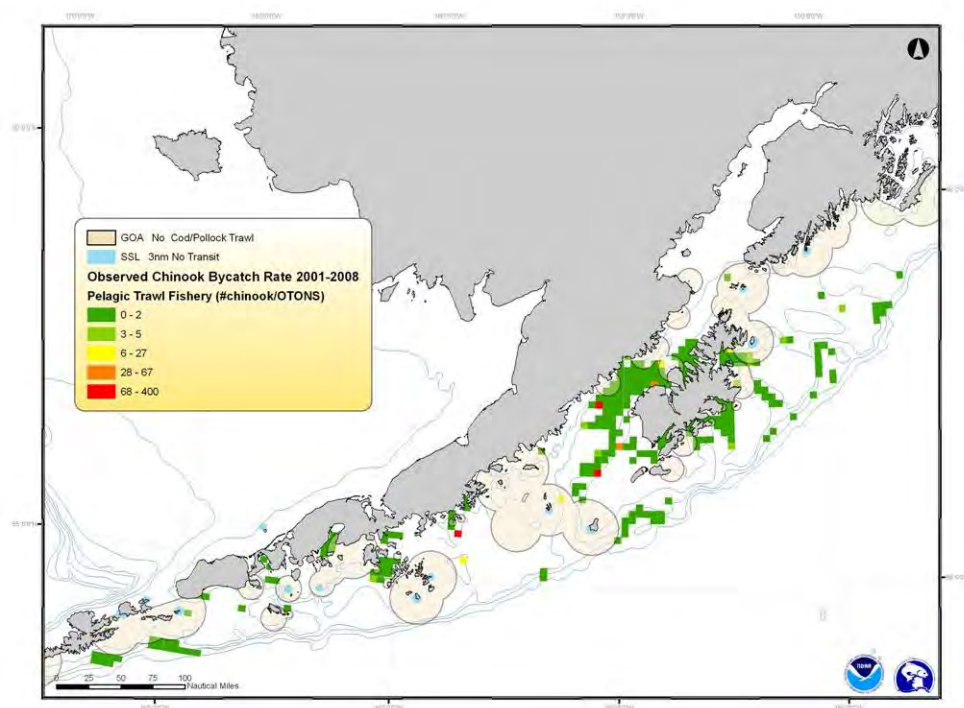 GOA No Cod/Pollock Trawl
SSL 3nm No Transit
Observed Chinook Bycatch Rate 2001-2008
Pelagic Trawl Fishery (#chinook/OTONS)
0 - 2
3 - 5
6 - 27
28 - 67
68 - 400
0 25 50 75 100
Nautical Miles
NOAA